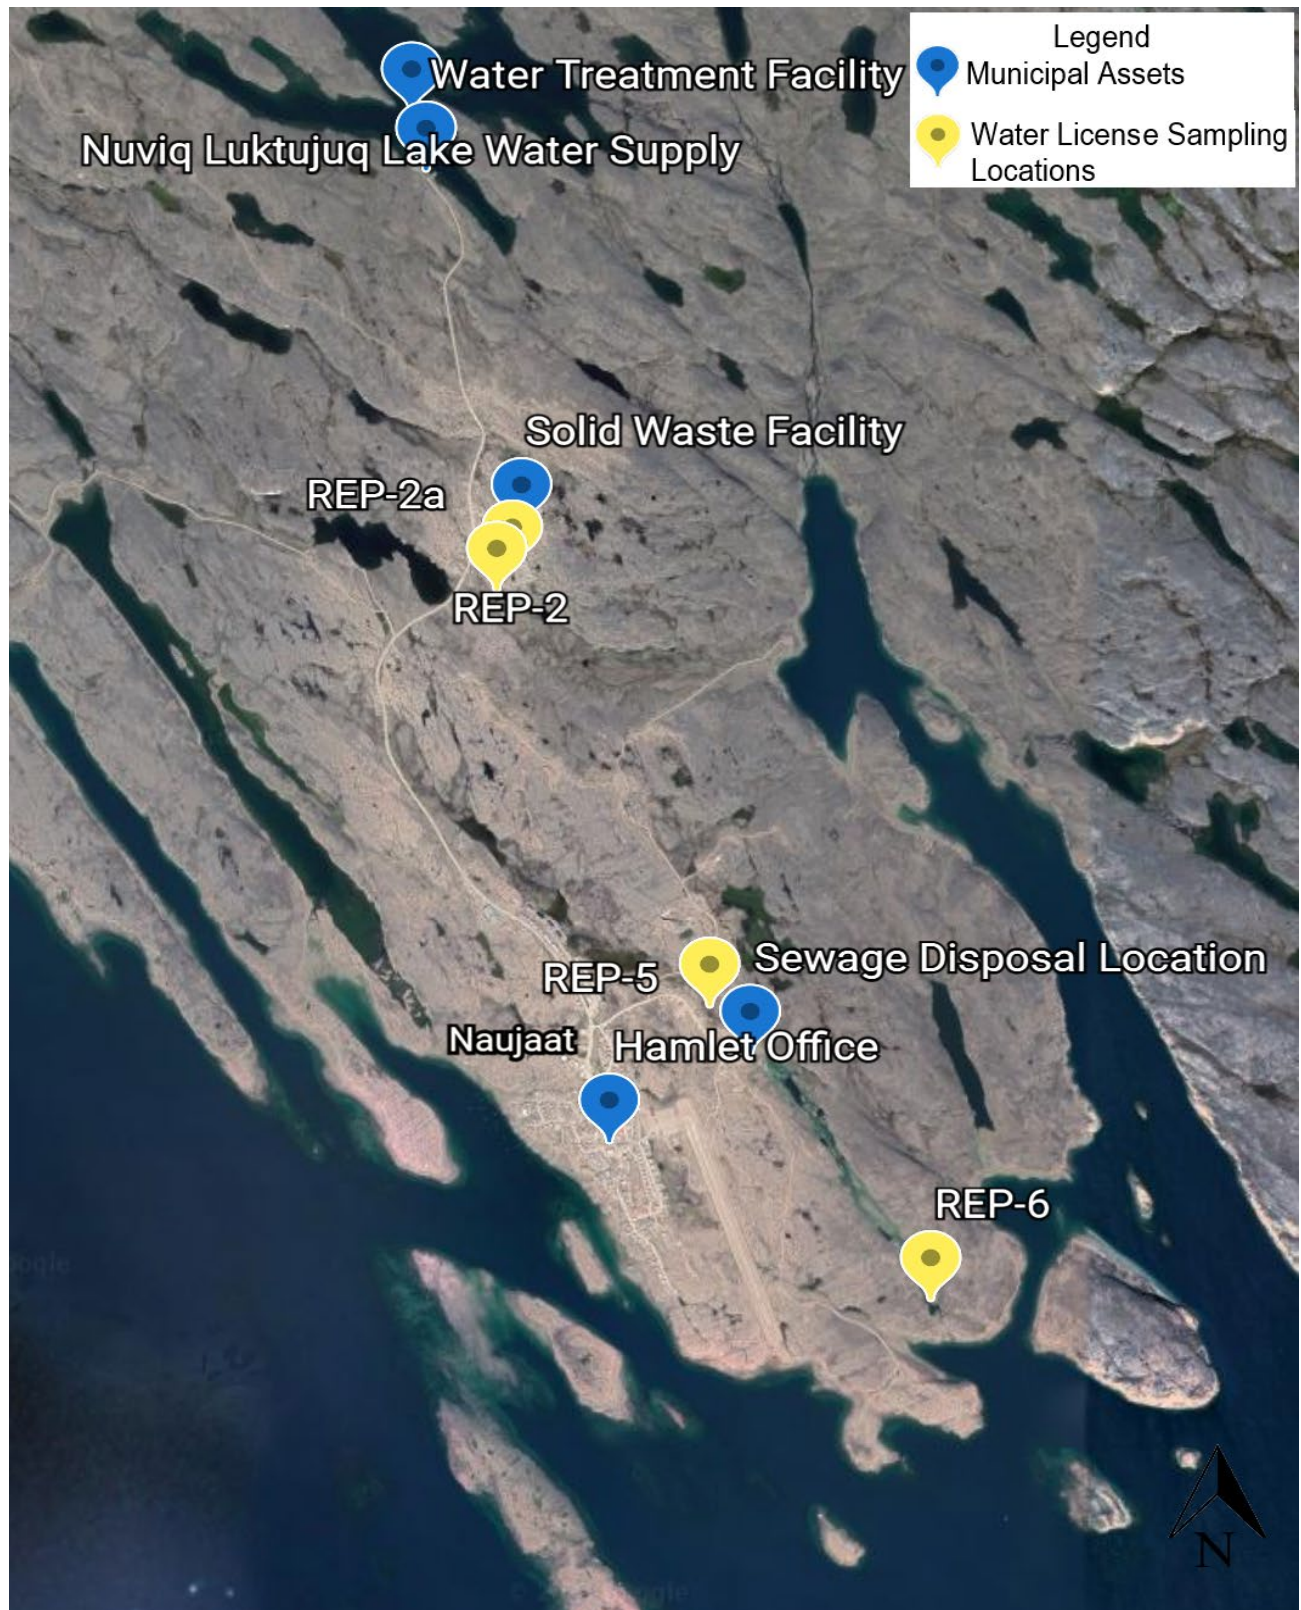 Legend
Municipal Assets
Water License Sampling
Locations
Water Treatment Facility
Nuviq Luktujuq Lake Water Supply
Solid Waste Facility
REP-2a
REP-2
Sewage Disposal Location
REP-5
Naujaat
Hamlet Office
REP-6
N